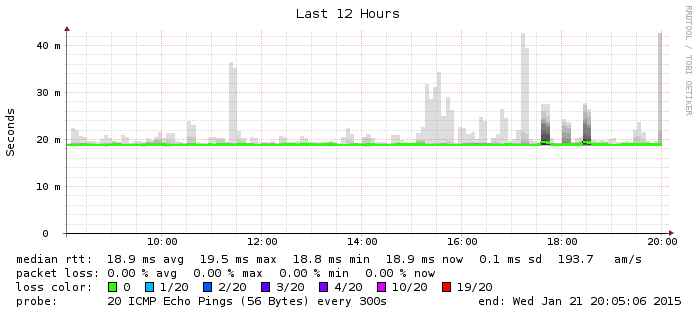 Last 12 Hours
RRDTOOL / TOBI OETIKER
Seconds
40 m
30 m
20 m
10 m
0
10:00 12:00 14:00 16:00 18:00 20:00
median rtt: 18.9 ms avg 19.5 ms max 18.8 ms min 18.9 ms now 0.1 ms sd 193.7 am/s
packet loss: 0.00 % avg 0.00 % max 0.00 % min 0.00 % now
loss color: 0 1/20 2/20 3/20 4/20 10/20 19/20
probe: 20 ICMP Echo Pings (56 Bytes) every 300s end: Wed Jan 21 20:05:06 2015